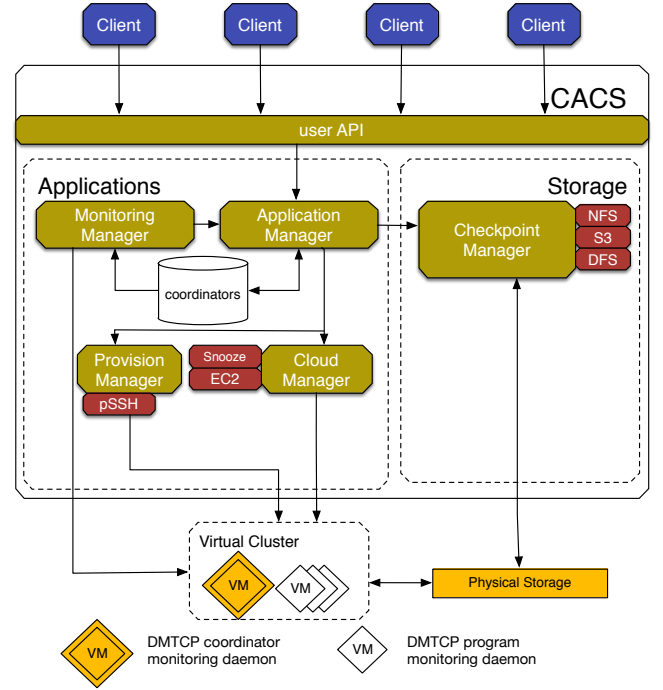 Client
Client
Client
Client
CACS
user API
Applications
Storage
Monitoring
Manager
Application
Manager
Checkpoint
Manager
NFS
S3
DFS
coordinators
Provision
Manager
pSSH
Snooze
EC2
Cloud
Manager
Virtual Cluster
VM
VM
Physical Storage
VM
DMTCP coordinator
monitoring daemon
VM
DMTCP program
monitoring daemon